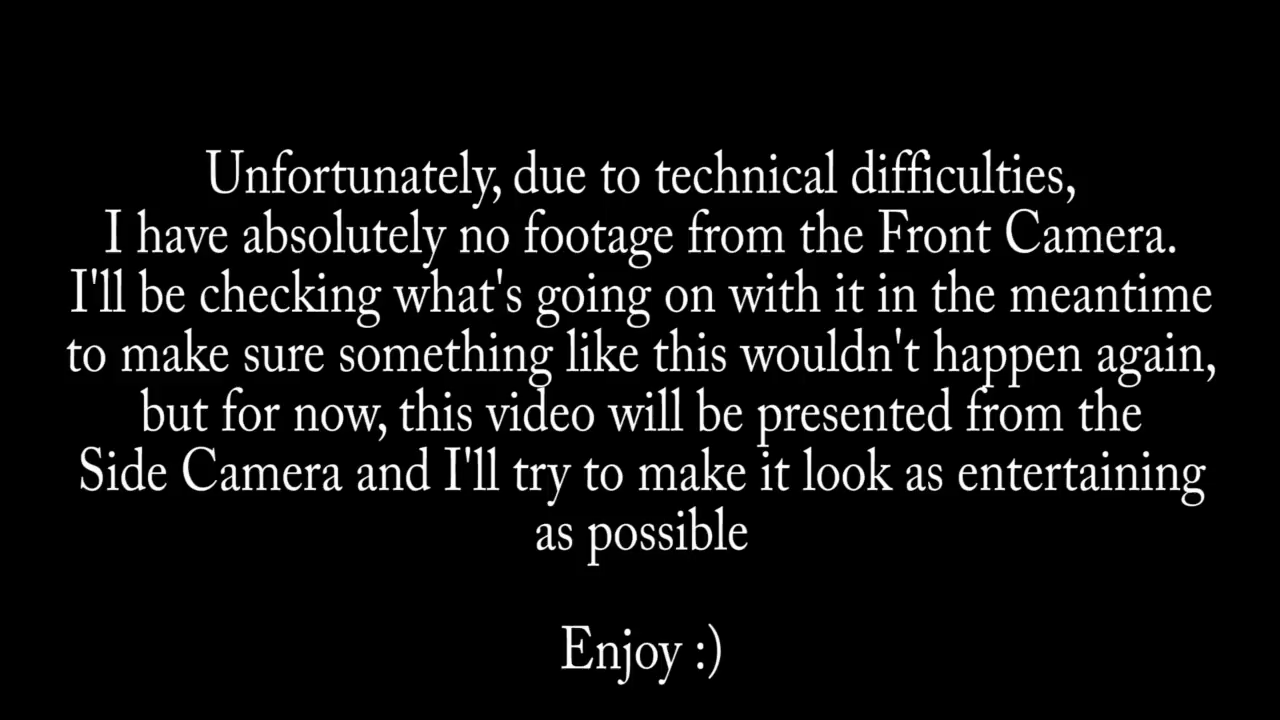 Unfortunately, due to technical difficulties,
I have absolutely no footage from the Front Camera.
I'll be checking what's going on with it in the meantime
to make sure something like this wouldn't happen again,
but for now, this video will be presented from the
Side Camera and I'll try to make it look as entertaining
as possible
Enjoy :)